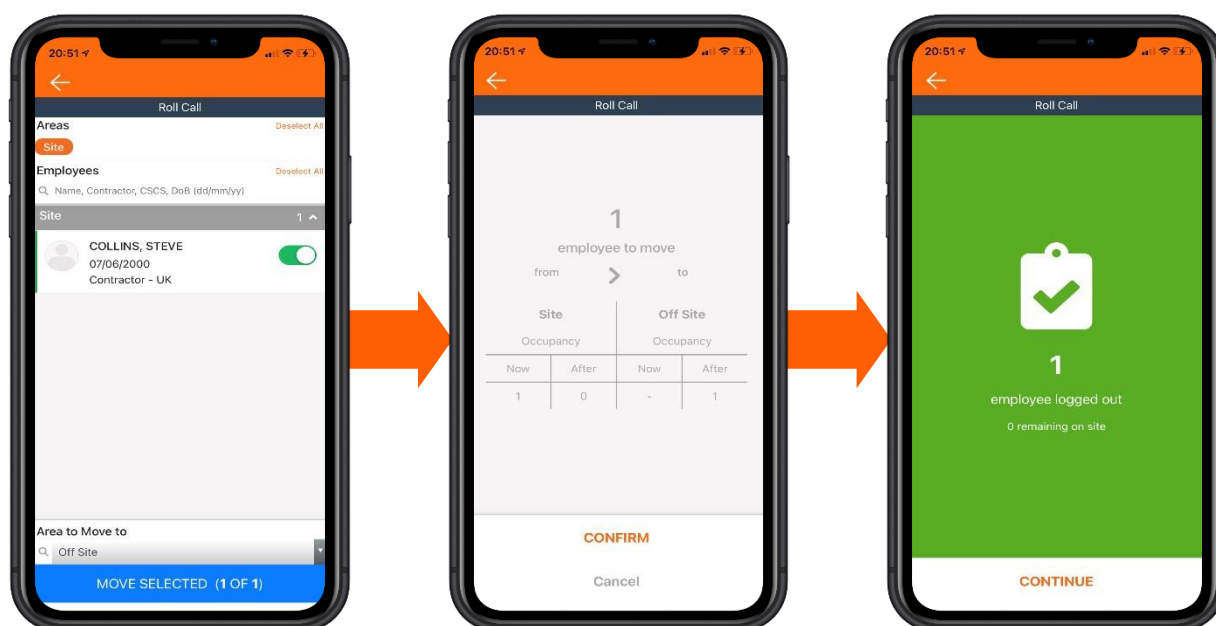 20:51
Roll Call
Areas
Deselect All
Site
Employees
Deselect All
Name, Contractor, CSCS, DoB (dd/mm/yy)
Site 1
COLLINS, STEVE
07/06/2000
Contractor - UK
Area to Move to
Off Site
MOVE SELECTED (1 OF 1)
20:51
Roll Call
1
employee to move
from > to
Site Off Site
Occupancy Occupancy
Now After Now After
1 0 - 1
CONFIRM
Cancel
20:51
Roll Call
1
employee logged out
0 remaining on site
CONTINUE